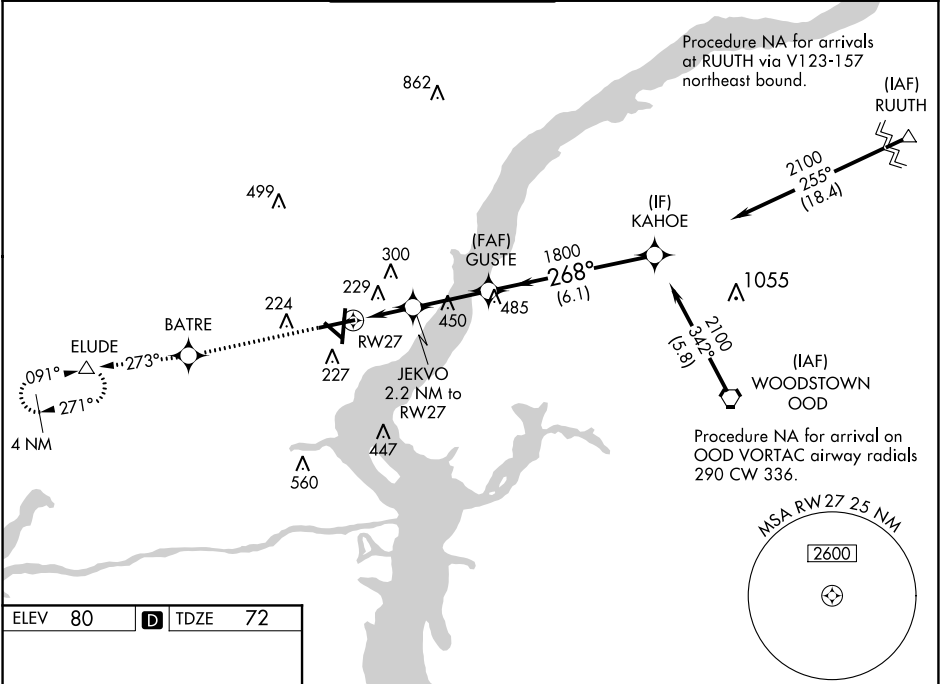 Procedure NA for arrivals
at RUUTH via V123-157
northeast bound.
862
(IAF)
RUUTH
2100
255°
(18.4)
499
(IF)
KAHOE
(FAF)
GUSTE
1800
268°
(6.1)
300
229
1055
224
450
485
BATRE
RW27
2100
342°
(5.8)
ELUDE
273°
227
091°
271°
JEKVO
2.2 NM to
RW27
(IAF)
WOODSTOWN
OOD
4 NM
447
560
Procedure NA for arrival on
OOD VORTAC airway radials
290 CW 336.
MSA RW27 25 NM
2600
ELEV 80 D TDZE 72